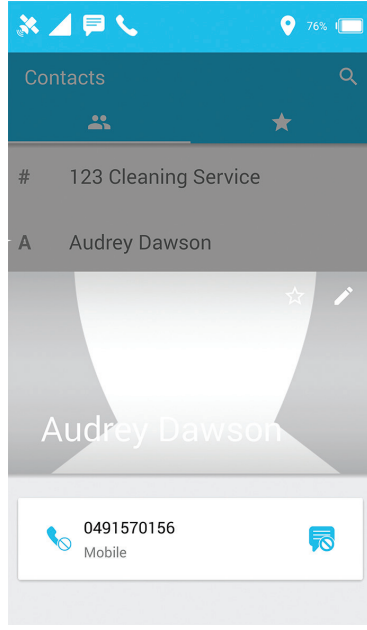 76%
Contacts
# 123 Cleaning Service
A Audrey Dawson
Audrey Dawson
0491570156
Mobile